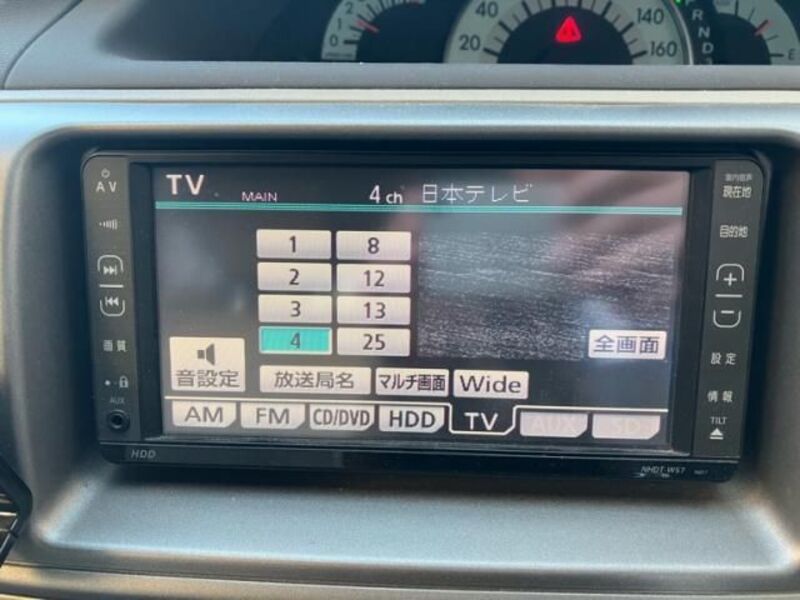 2
1
0
40
20
140
160
R
N
D
E
AV
TV MAIN 4ch 日本テレビ
現在地
目的地
1 8
2 12
3 13
4 25
全画面
画質
設定
音設定 放送局名 マルチ画面 Wide
情報
AUX
AM FM CD/DVD HDD TV AUX SD
TILT
HDD
NHDT-W57